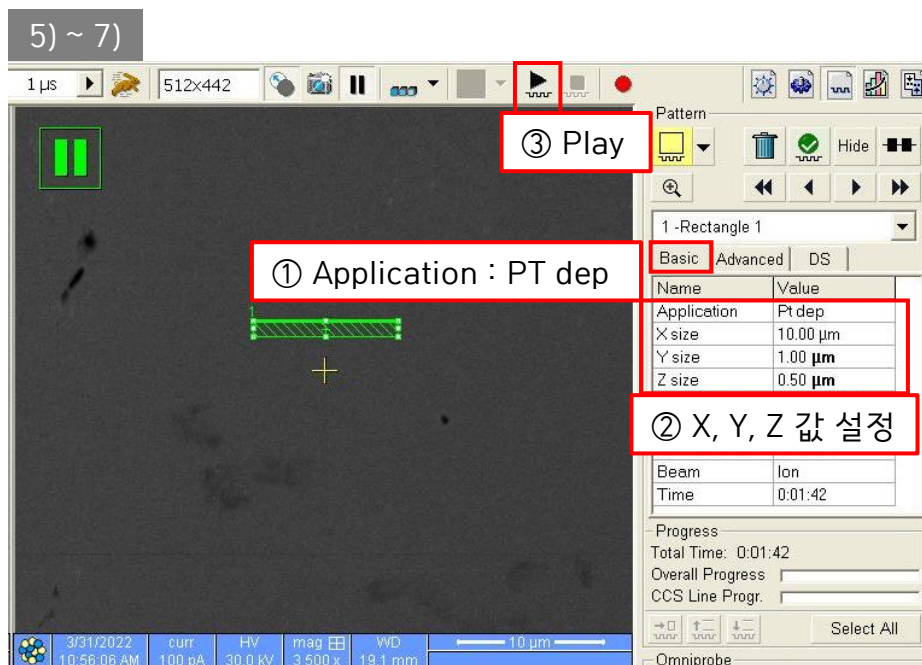 5) ~ 7)
1 µs 512x442
Pattern
③ Play
Hide
1 -Rectangle 1
Basic Advanced DS
① Application : PT dep
Name Value
Application Pt dep
X size 10.00 µm
Y size 1.00 µm
Z size 0.50 µm
1
② X, Y, Z 값 설정
Beam Ion
Time 0:01:42
Progress
Total Time: 0:01:42
Overall Progress
CCS Line Progr.
Select All
3/31/2022 curr HV mag WD 10 µm
10:56:06 AM 100 pA 30.0 kV 3 500 x 19.1 mm
Omniprobe